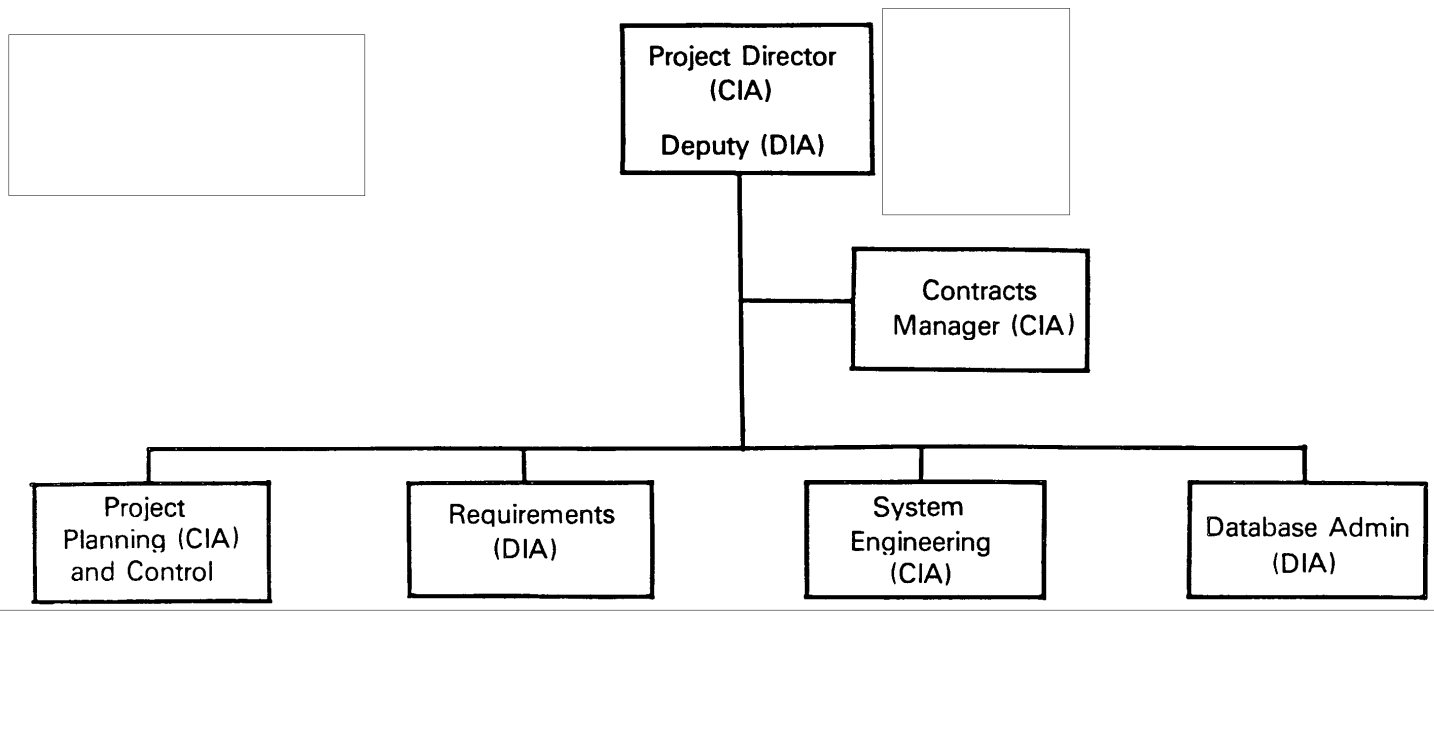 Project Director
(CIA)
Deputy (DIA)
Contracts
Manager (CIA)
Project
Planning (CIA)
and Control
Requirements
(DIA)
System
Engineering
(CIA)
Database Admin
(DIA)